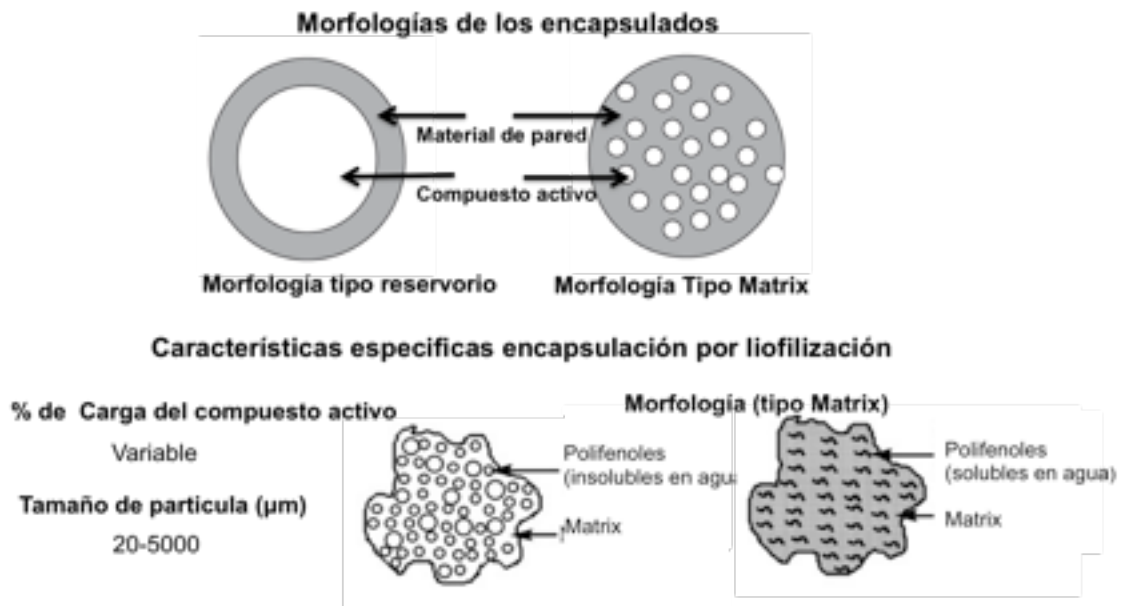 Morfologías de los encapsulados
Material de pared
Compuesto activo
Morfología tipo reservorio
Morfología Tipo Matrix
Características especificas encapsulación por liofilización
% de Carga del compuesto activo
Variable
Tamaño de particula (µm)
20-5000
Polifenoles
(insolubles en agu
Matrix
Morfología (tipo Matrix)
Polifenoles
(solubles en agua)
Matrix